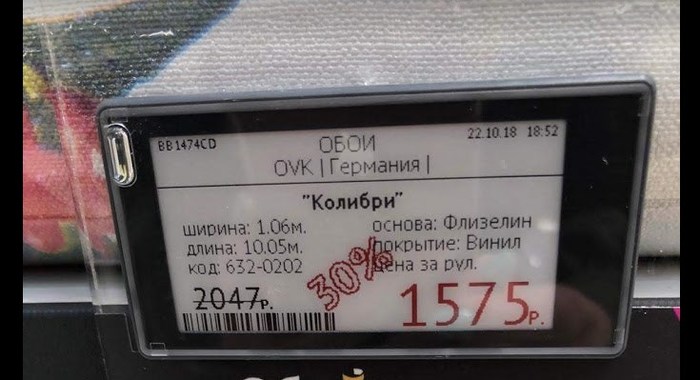 BB1474CD
ОБОИ
22.10.18 18:52
OVK | Германия |
"Колибри"
ширина: 1.06м.
основа: Флизелин
длина: 10.05м.
покрытие: Винил
код: 632-0202
цена за рул.
30%
2047р.
1575р.